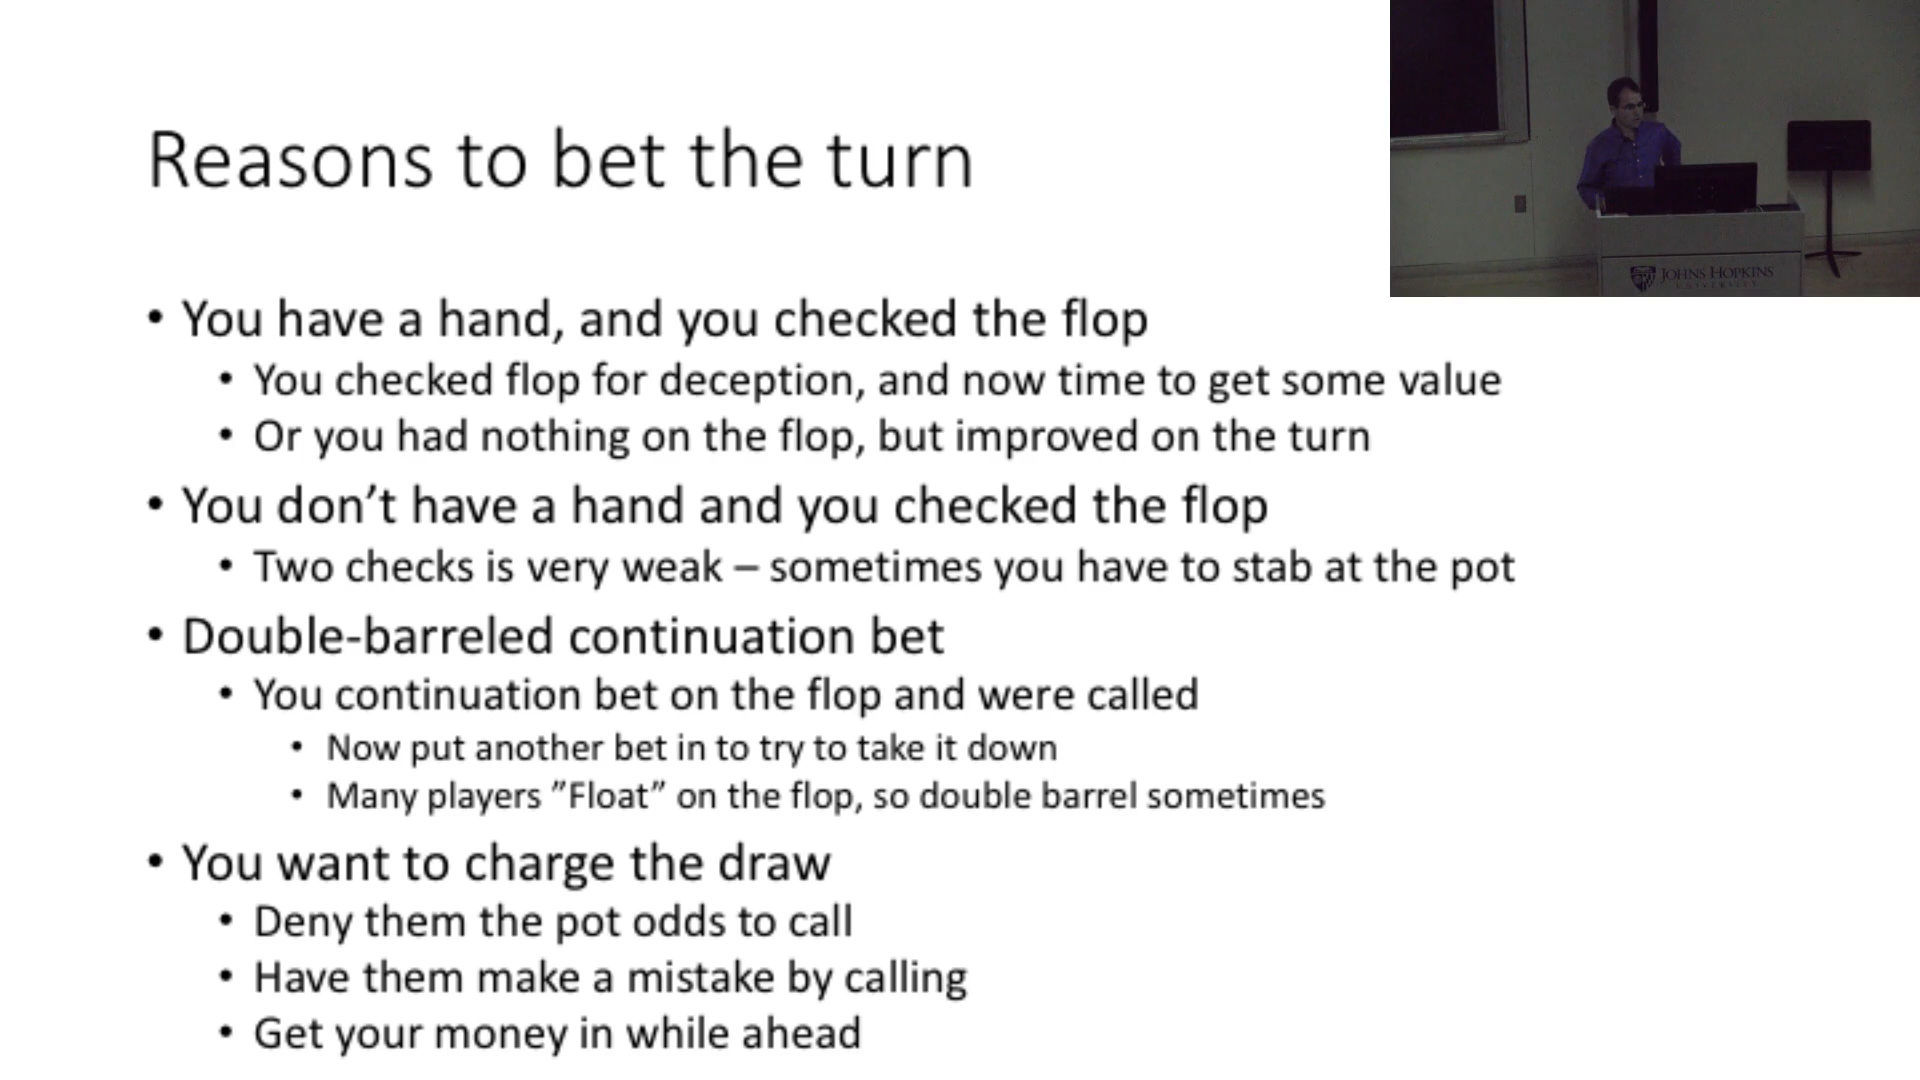 Reasons to bet the turn
• You have a hand, and you checked the flop
• You checked flop for deception, and now time to get some value
• Or you had nothing on the flop, but improved on the turn
• You don’t have a hand and you checked the flop
• Two checks is very weak – sometimes you have to stab at the pot
• Double-barreled continuation bet
• You continuation bet on the flop and were called
• Now put another bet in to try to take it down
• Many players ”Float” on the flop, so double barrel sometimes
• You want to charge the draw
• Deny them the pot odds to call
• Have them make a mistake by calling
• Get your money in while ahead
JOHNS HOPKINS
UNIVERSITY